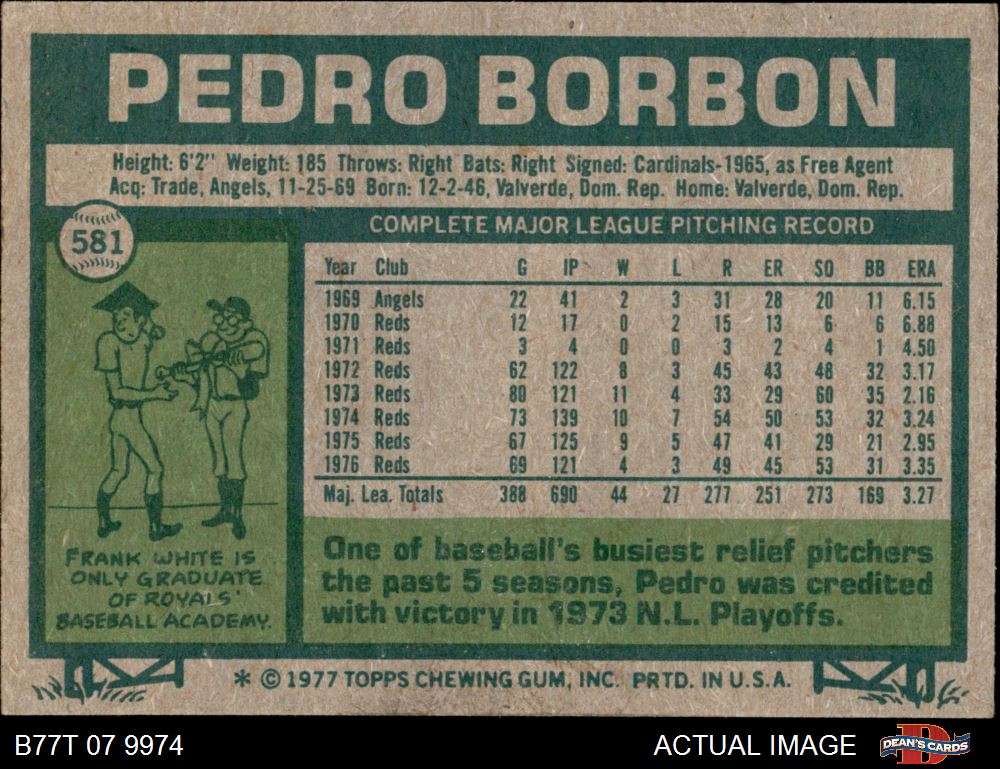 PEDRO BORBON
Height: 6'2" Weight: 185 Throws: Right Bats: Right Signed: Cardinals-1965, as Free Agent
Acq: Trade, Angels, 11-25-69 Born: 12-2-46, Valverde, Dom. Rep. Home: Valverde, Dom. Rep.
581
COMPLETE MAJOR LEAGUE PITCHING RECORD
Year Club G IP W L R ER SO BB ERA
1969 Angels 22 41 2 3 31 28 20 11 6.15
1970 Reds 12 17 0 2 15 13 6 6 6.88
1971 Reds 3 4 0 0 3 2 4 1 4.50
1972 Reds 62 122 8 3 45 43 48 32 3.17
1973 Reds 80 121 11 4 33 29 60 35 2.16
1974 Reds 73 139 10 7 54 50 53 32 3.24
1975 Reds 67 125 9 5 47 41 29 21 2.95
1976 Reds 69 121 4 3 49 45 53 31 3.35
Maj. Lea. Totals 388 690 44 27 277 251 273 169 3.27
FRANK WHITE IS
ONLY GRADUATE
OF ROYALS'
BASEBALL ACADEMY.
One of baseball's busiest relief pitchers
the past 5 seasons, Pedro was credited
with victory in 1973 N.L. Playoffs.
* © 1977 TOPPS CHEWING GUM, INC. PRTD. IN U.S.A.
B77T 07 9974
ACTUAL IMAGE
DEAN'S CARDS